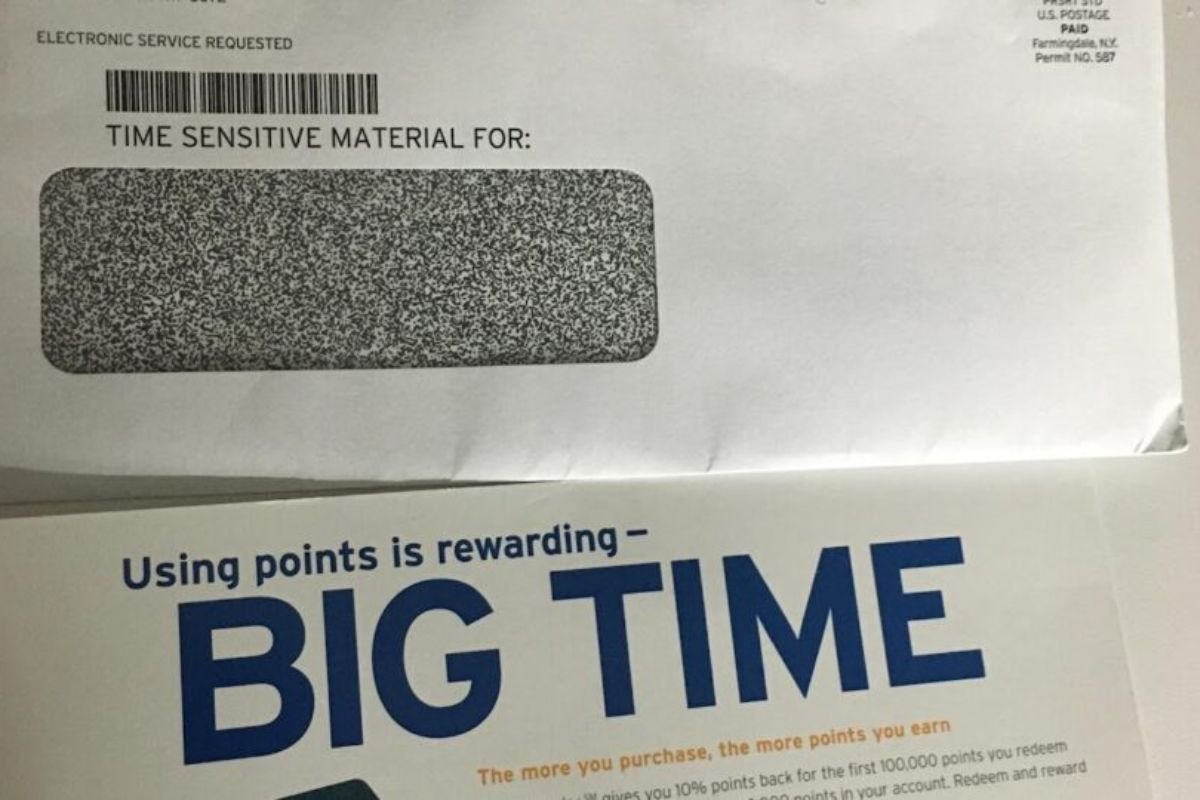 ELECTRONIC SERVICE REQUESTED
PRSRT STD
U.S. POSTAGE
PAID
Farmingdale, N.Y.
Permit NO. 587
TIME SENSITIVE MATERIAL FOR:
Using points is rewarding –
BIG TIME
The more you purchase, the more points you earn
gives you 10% points back for the first 100,000 points you redeem
points in your account. Redeem and reward